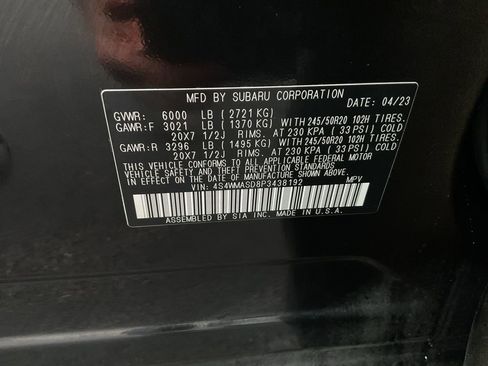 MFD BY SUBARU CORPORATION DATE: 04/23
GVWR: 6000 LB (2721 KG)
GAWR:F 3021 LB (1370 KG) WITH 245/50R20 102H TIRES.
20X7 1/2J RIMS. AT 230 KPA (33 PSI) COLD
GAWR:R 3296 LB (1495 KG) WITH 245/50R20 102H TIRES.
20X7 1/2J RIMS. AT 230 KPA (33 PSI) COLD
THIS VEHICLE CONFORMS TO ALL APPLICABLE FEDERAL MOTOR
VEHICLE SAFETY AND THEFT PREVENTION STANDARDS IN
EFFECT ON THE DATE OF MANUFACTURE SHOWN ABOVE.
VIN: 4S4WMASD8P3438192 MPV
ASSEMBLED BY SIA INC. IN U.S.A.